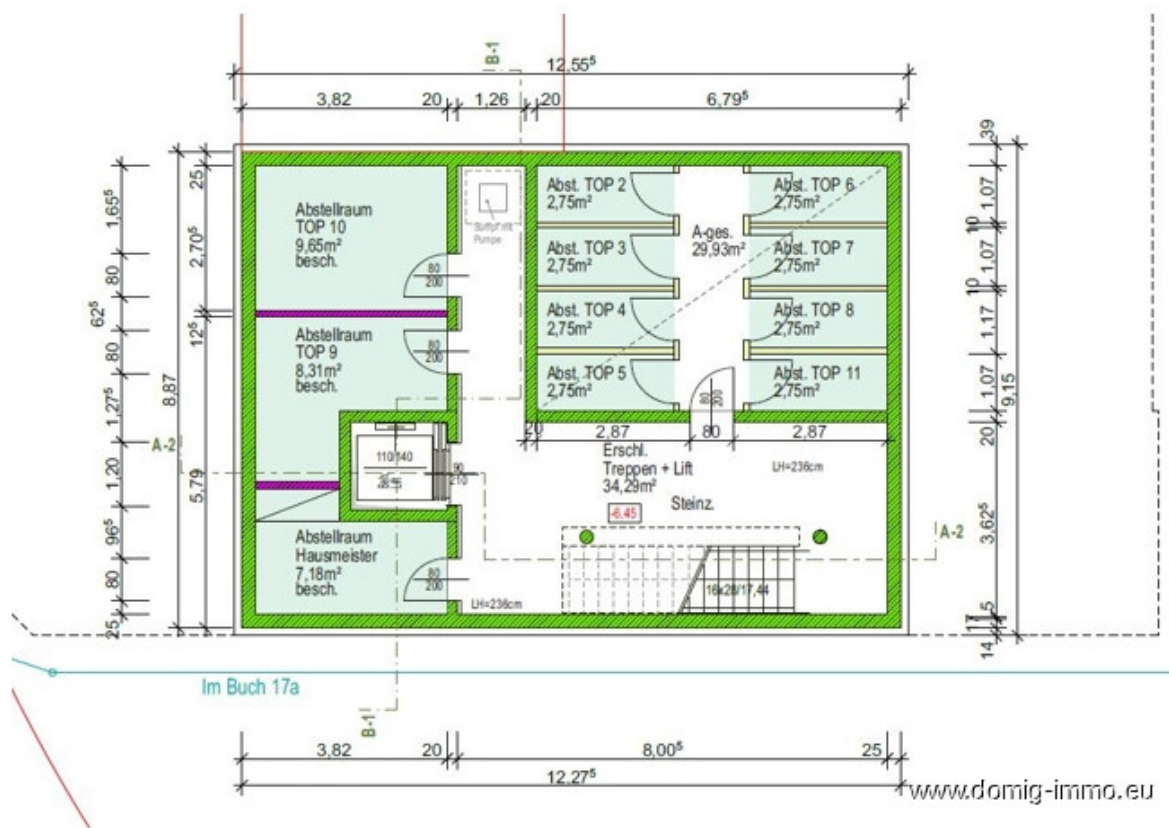 B-1
12,55⁵
3,82
20
1,26
20
6,79⁵
39
25
1,65⁵
1,07
Abstellraum
TOP 10
9,65m²
besch.
80
200
Sumpf mit
Pumpe
Abst. TOP 2
2,75m²
Abst. TOP 6
2,75m²
A-ges.
29,93m²
10
1,07
2,70⁵
80
Abst. TOP 3
2,75m²
Abst. TOP 7
2,75m²
10
62⁵
12⁵
Abstellraum
TOP 9
8,31m²
besch.
80
200
Abst. TOP 4
2,75m²
Abst. TOP 8
2,75m²
1,17
80
8,87
1,27⁵
Abst. TOP 5
2,75m²
80
200
Abst. TOP 11
2,75m²
1,07
9,15
20
2,87
80
2,87
20
A-2
110/140
90
210
Erschl.
Treppen + Lift
34,29m²
LH=236cm
Steinz.
-6,45
1,20
5,79
3,62⁵
A-2
96⁵
Abstellraum
Hausmeister
7,18m²
besch.
80
200
LH=236cm
16x28/17,44
80
25
14
Im Buch 17a
B-1
3,82
20
8,00⁵
25
12,27⁵
www.domig-immo.eu